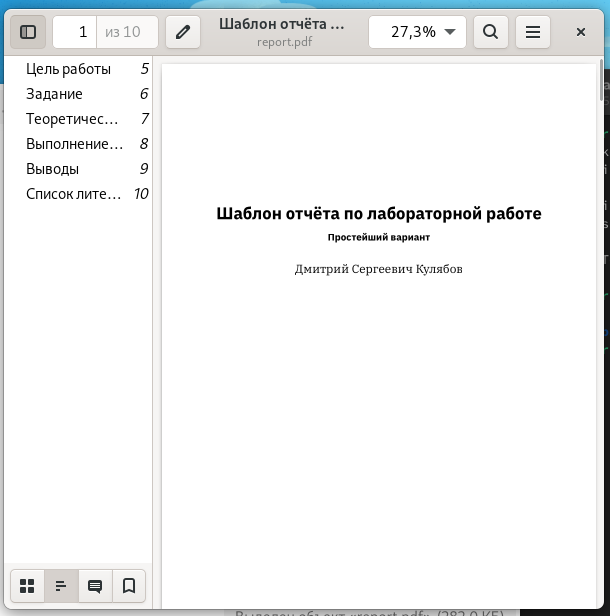 1 из 10
Шаблон отчёта ...
report.pdf
27,3%
Цель работы 5
Задание 6
Теоретичес... 7
Выполнение... 8
Выводы 9
Список лите... 10
Шаблон отчёта по лабораторной работе
Простейший вариант
Дмитрий Сергеевич Кулябов